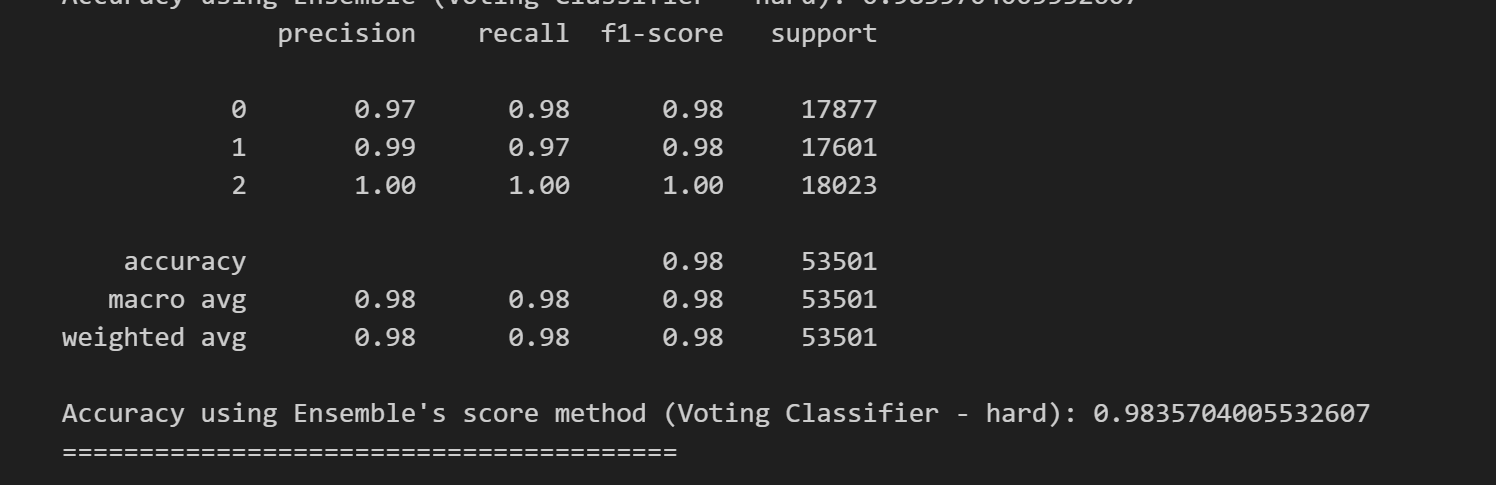 Accuracy using Ensemble (Voting Classifier - hard): 0.9835704005532607
precision recall f1-score support
0 0.97 0.98 0.98 17877
1 0.99 0.97 0.98 17601
2 1.00 1.00 1.00 18023
accuracy 0.98 53501
macro avg 0.98 0.98 0.98 53501
weighted avg 0.98 0.98 0.98 53501
Accuracy using Ensemble's score method (Voting Classifier - hard): 0.9835704005532607
========================================